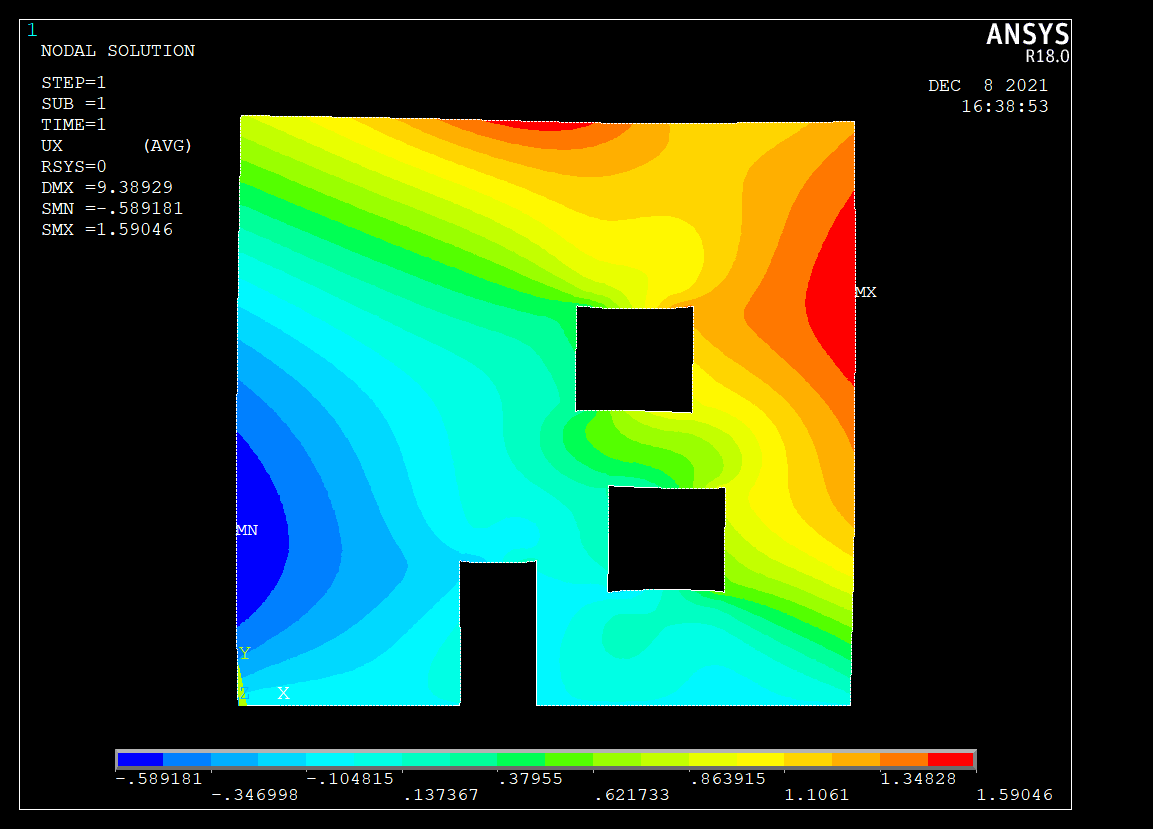 1
ANSYS
R18.0
NODAL SOLUTION
STEP=1
SUB =1
TIME=1
UX (AVG)
RSYS=0
DMX =9.38929
SMN =-.589181
SMX =1.59046
DEC 8 2021
16:38:53
MX
MN
Y
X
-.589181 -.104815 .37955 .863915 1.34828
-.346998 .137367 .621733 1.1061 1.59046